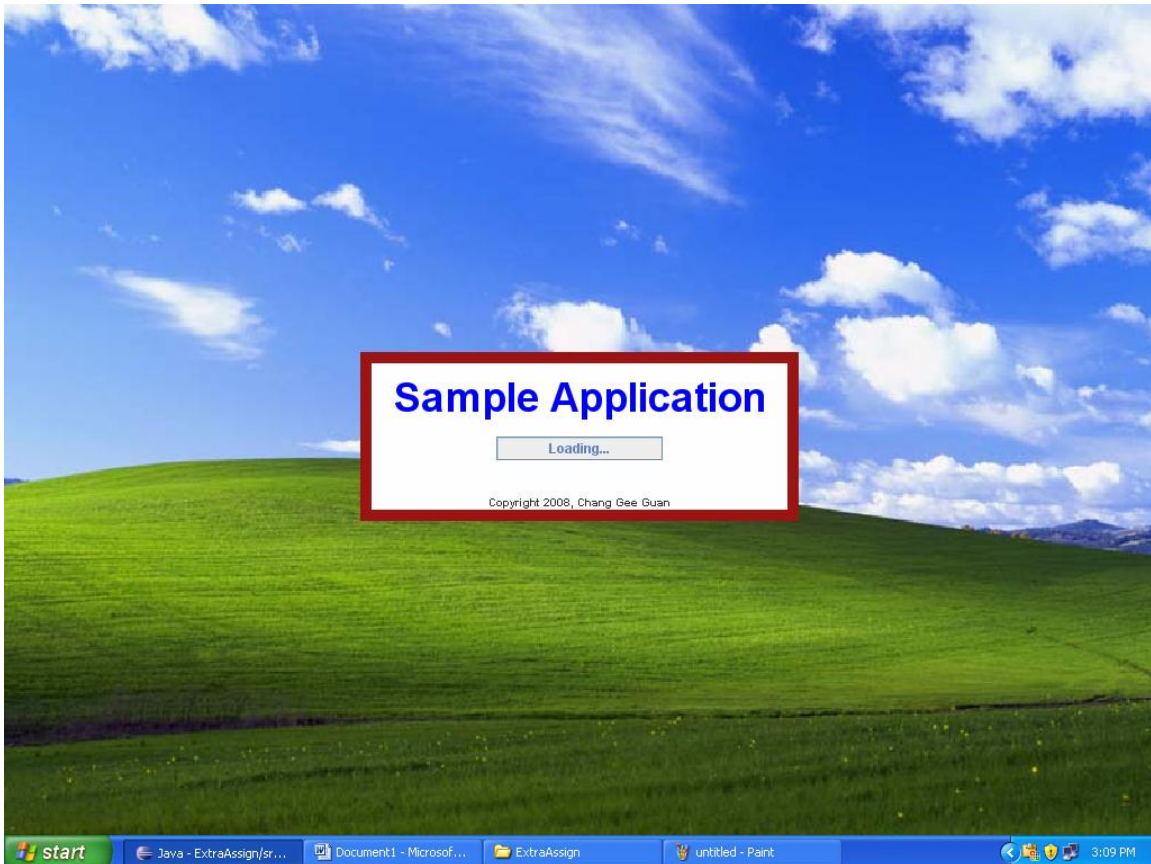 Sample Application
Loading...
Copyright 2008, Chang Gee Guan
start
Java - ExtraAssign/sr...
Document1 - Microsof...
ExtraAssign
untitled - Paint
3:09 PM